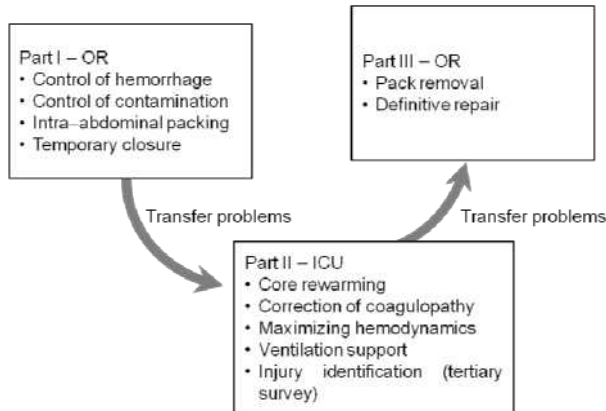 Part I – OR
• Control of hemorrhage
• Control of contamination
• Intra–abdominal packing
• Temporary closure
Transfer problems
Part II – ICU
• Core rewarming
• Correction of coagulopathy
• Maximizing hemodynamics
• Ventilation support
• Injury identification (tertiary
survey)
Transfer problems
Part III – OR
• Pack removal
• Definitive repair